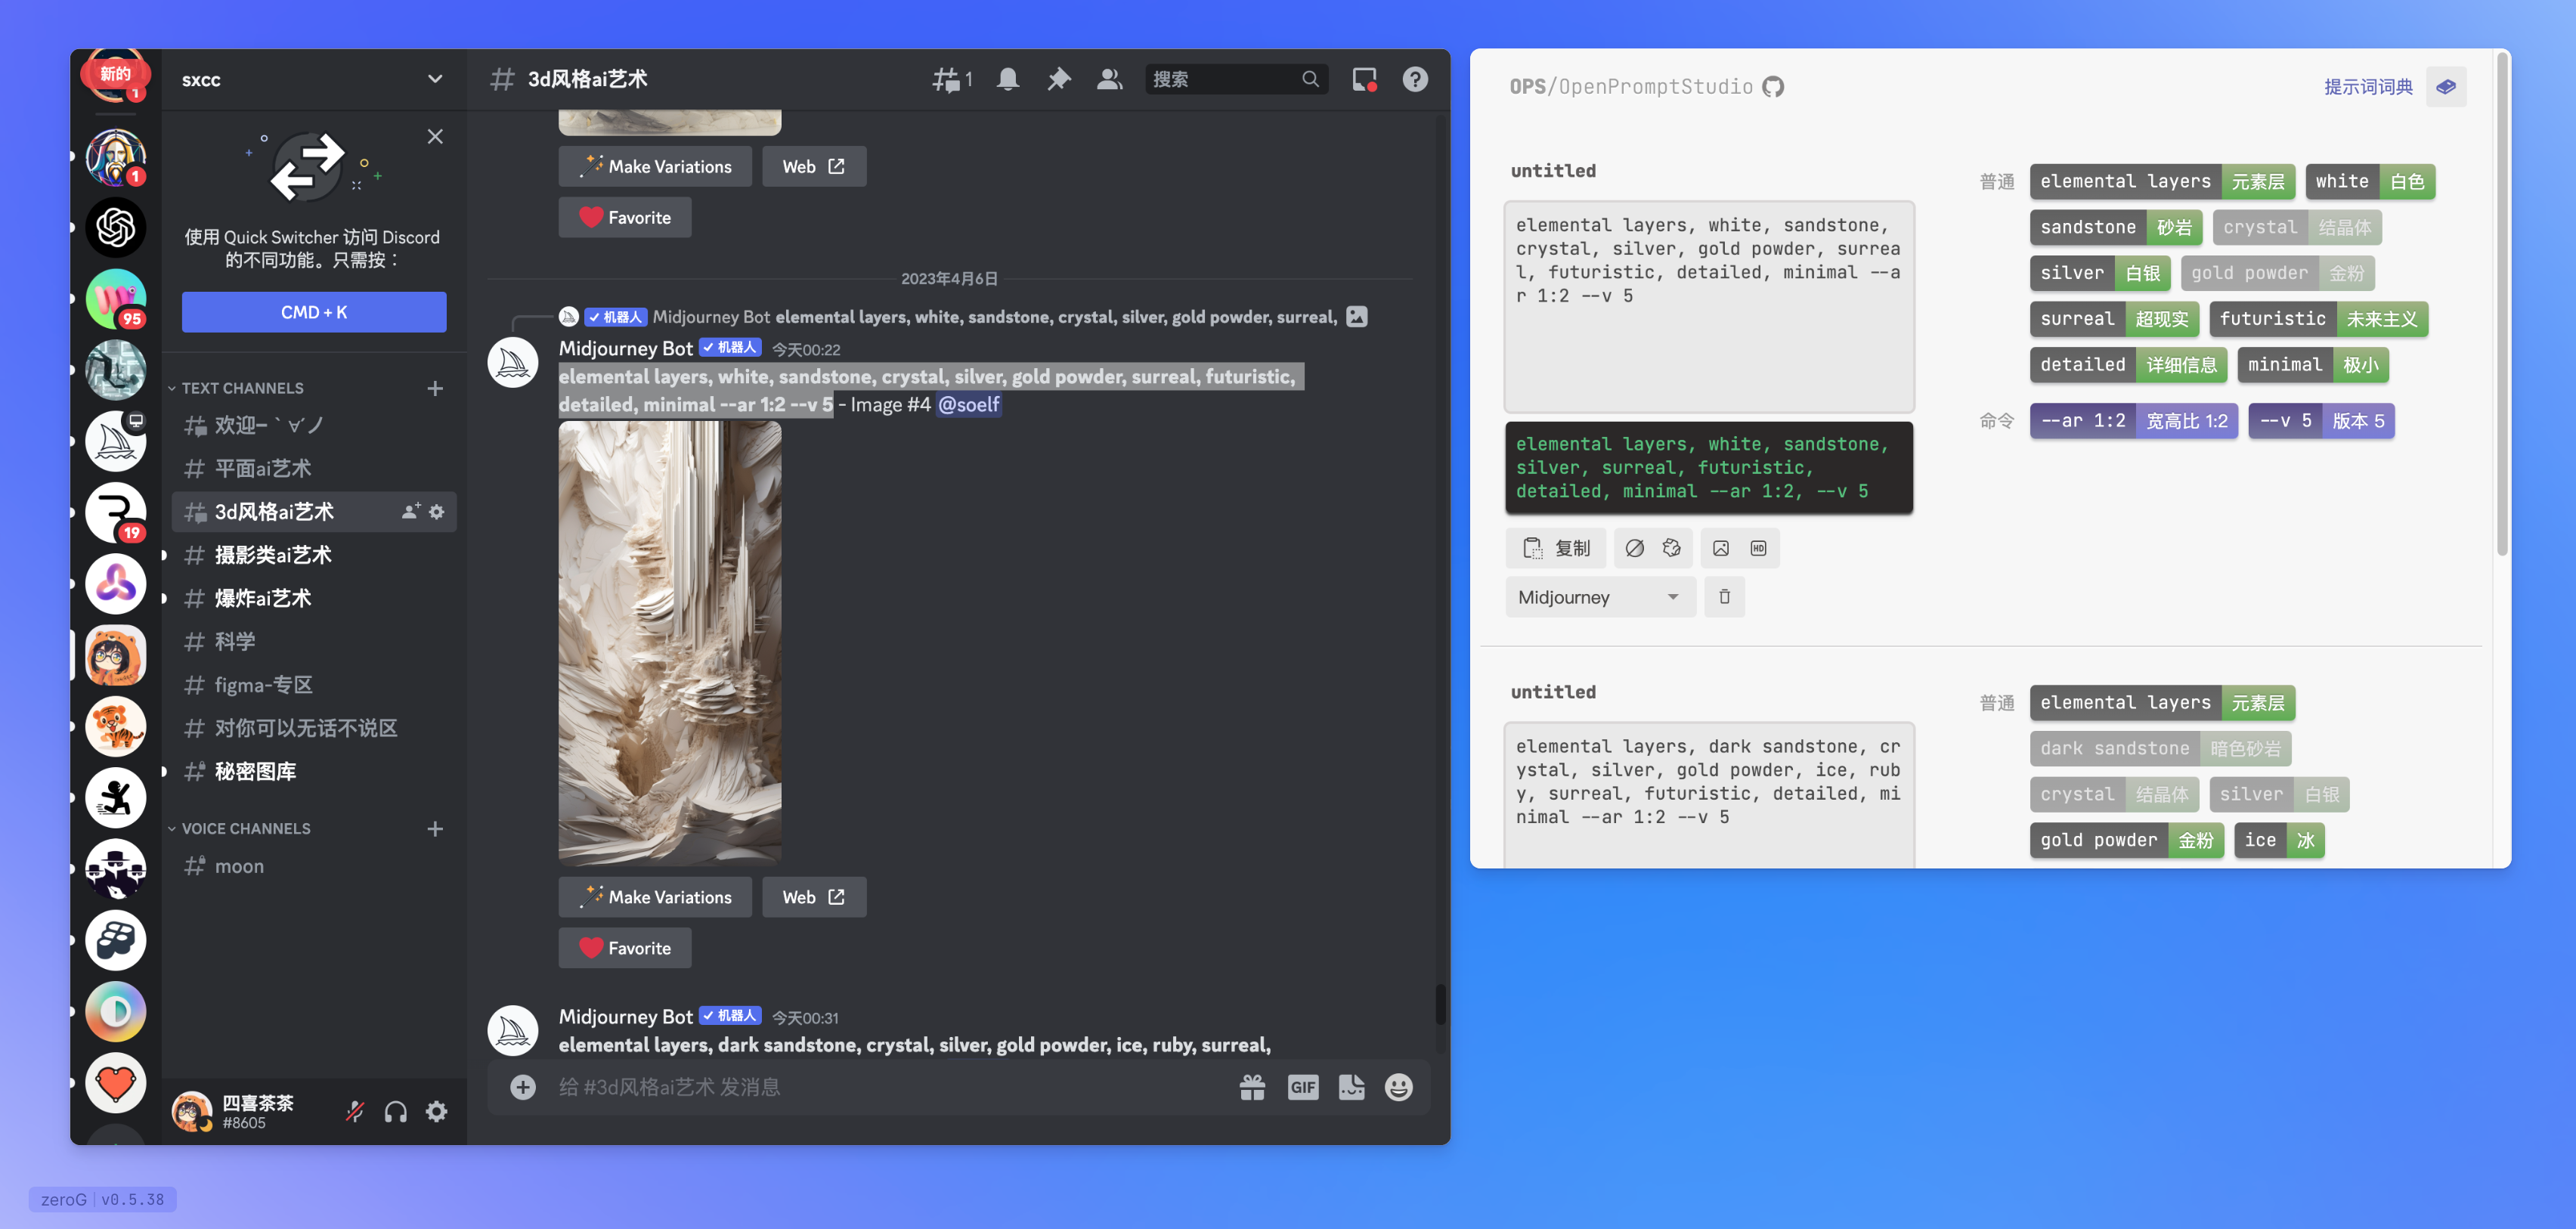 新的
1
1
95
19
sxcc
使用 Quick Switcher 访问 Discord
的不同功能。只需按：
CMD + K
TEXT CHANNELS
欢迎━｀∀´ノ
平面ai艺术
3d风格ai艺术
摄影类ai艺术
爆炸ai艺术
科学
figma-专区
对你可以无话不说区
秘密图库
VOICE CHANNELS
moon
四喜茶茶
#8605
3d风格ai艺术
1
搜索
Make Variations
Web
Favorite
2023年4月6日
机器人 Midjourney Bot elemental layers, white, sandstone, crystal, silver, gold powder, surreal,
Midjourney Bot 机器人 今天00:22
elemental layers, white, sandstone, crystal, silver, gold powder, surreal, futuristic,
detailed, minimal --ar 1:2 --v 5 - Image #4 @soelf
Make Variations
Web
Favorite
Midjourney Bot 机器人 今天00:31
elemental layers, dark sandstone, crystal, silver, gold powder, ice, ruby, surreal,
给 #3d风格ai艺术 发消息
GIF
OPS/OpenPromptStudio
提示词词典
untitled
elemental layers, white, sandstone,
crystal, silver, gold powder, surrea
l, futuristic, detailed, minimal --a
r 1:2 --v 5
elemental layers, white, sandstone,
silver, surreal, futuristic,
detailed, minimal --ar 1:2, --v 5
复制
HD
Midjourney
普通
elemental layers 元素层 white 白色
sandstone 砂岩 crystal 结晶体
silver 白银 gold powder 金粉
surreal 超现实 futuristic 未来主义
detailed 详细信息 minimal 极小
命令
--ar 1:2 宽高比 1:2 --v 5 版本 5
untitled
elemental layers, dark sandstone, cr
ystal, silver, gold powder, ice, rub
y, surreal, futuristic, detailed, mi
nimal --ar 1:2 --v 5
普通
elemental layers 元素层
dark sandstone 暗色砂岩
crystal 结晶体 silver 白银
gold powder 金粉 ice 冰
zeroG v0.5.38